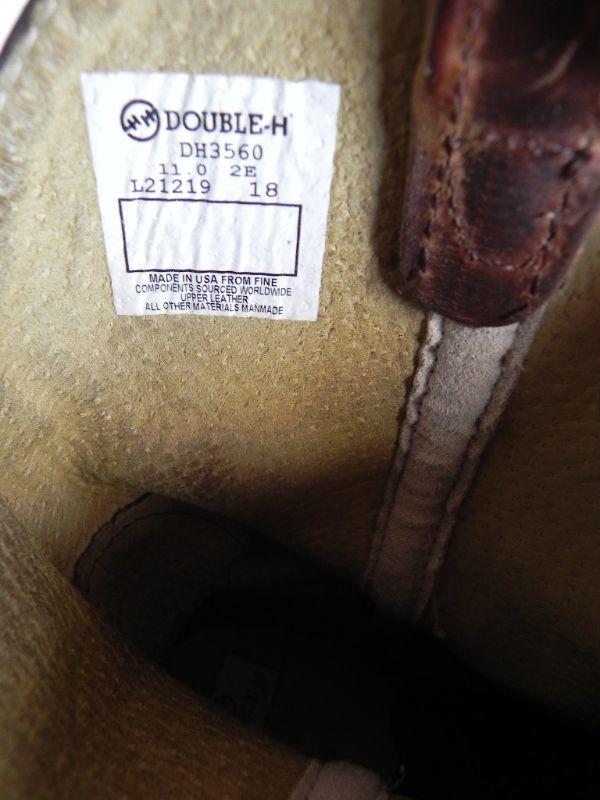 HH DOUBLE-H
DH3560
11.0 2E
L21219 18
MADE IN USA FROM FINE
COMPONENTS SOURCED WORLDWIDE
UPPER LEATHER
ALL OTHER MATERIALS MANMADE